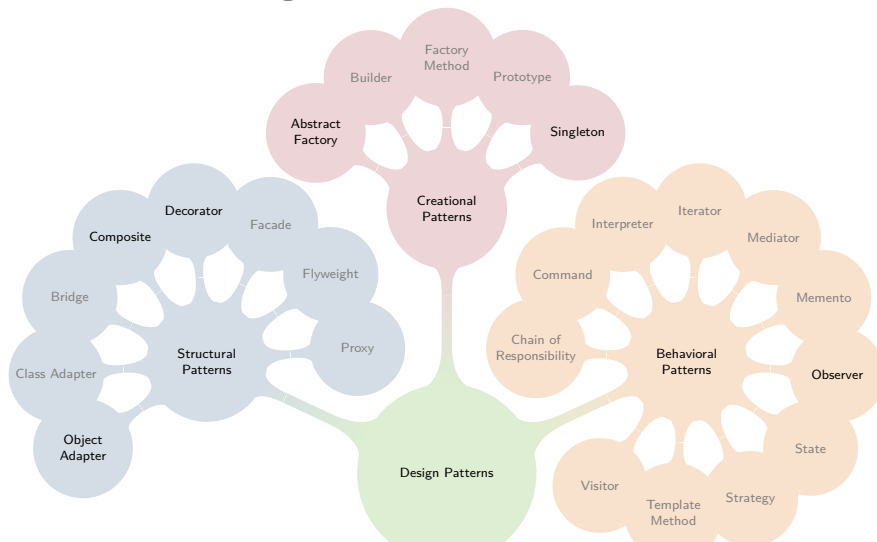 Factory
Method
Builder
Prototype
Abstract
Factory
Singleton
Creational
Patterns
Decorator
Composite
Facade
Bridge
Flyweight
Class Adapter
Structural
Patterns
Proxy
Object
Adapter
Iterator
Interpreter
Mediator
Command
Memento
Chain of
Responsibility
Behavioral
Patterns
Observer
State
Visitor
Strategy
Template
Method
Design Patterns